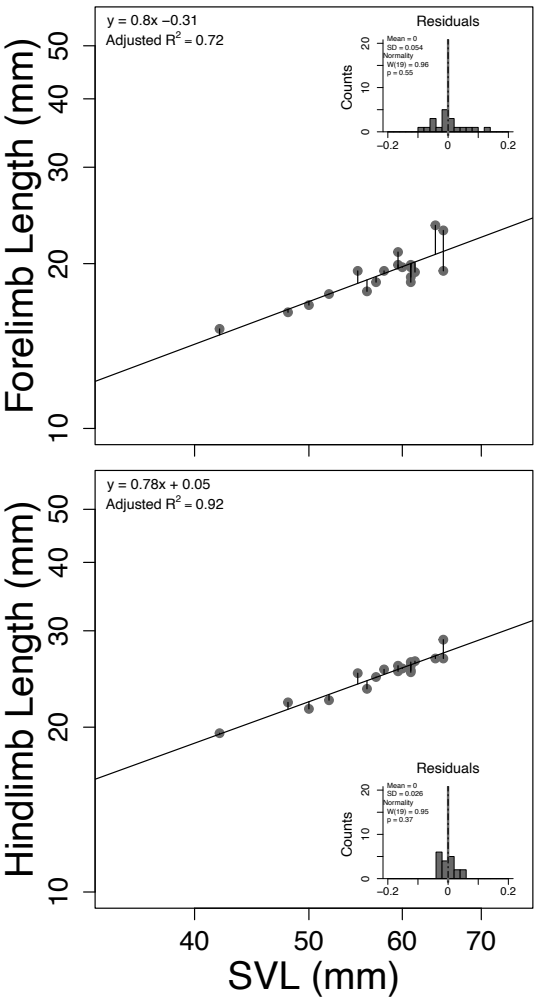 y = 0.8x −0.31
Adjusted R² = 0.72
Residuals
Mean = 0
SD = 0.054
Normality
W(19) = 0.96
p = 0.55
Counts
0
10
20
−0.2
0
0.2
Forelimb Length (mm)
10
20
30
40
50
y = 0.78x + 0.05
Adjusted R² = 0.92
Hindlimb Length (mm)
10
20
30
40
50
Residuals
Mean = 0
SD = 0.026
Normality
W(19) = 0.95
p = 0.37
Counts
0
10
20
−0.2
0
0.2
40
50
60
70
SVL (mm)